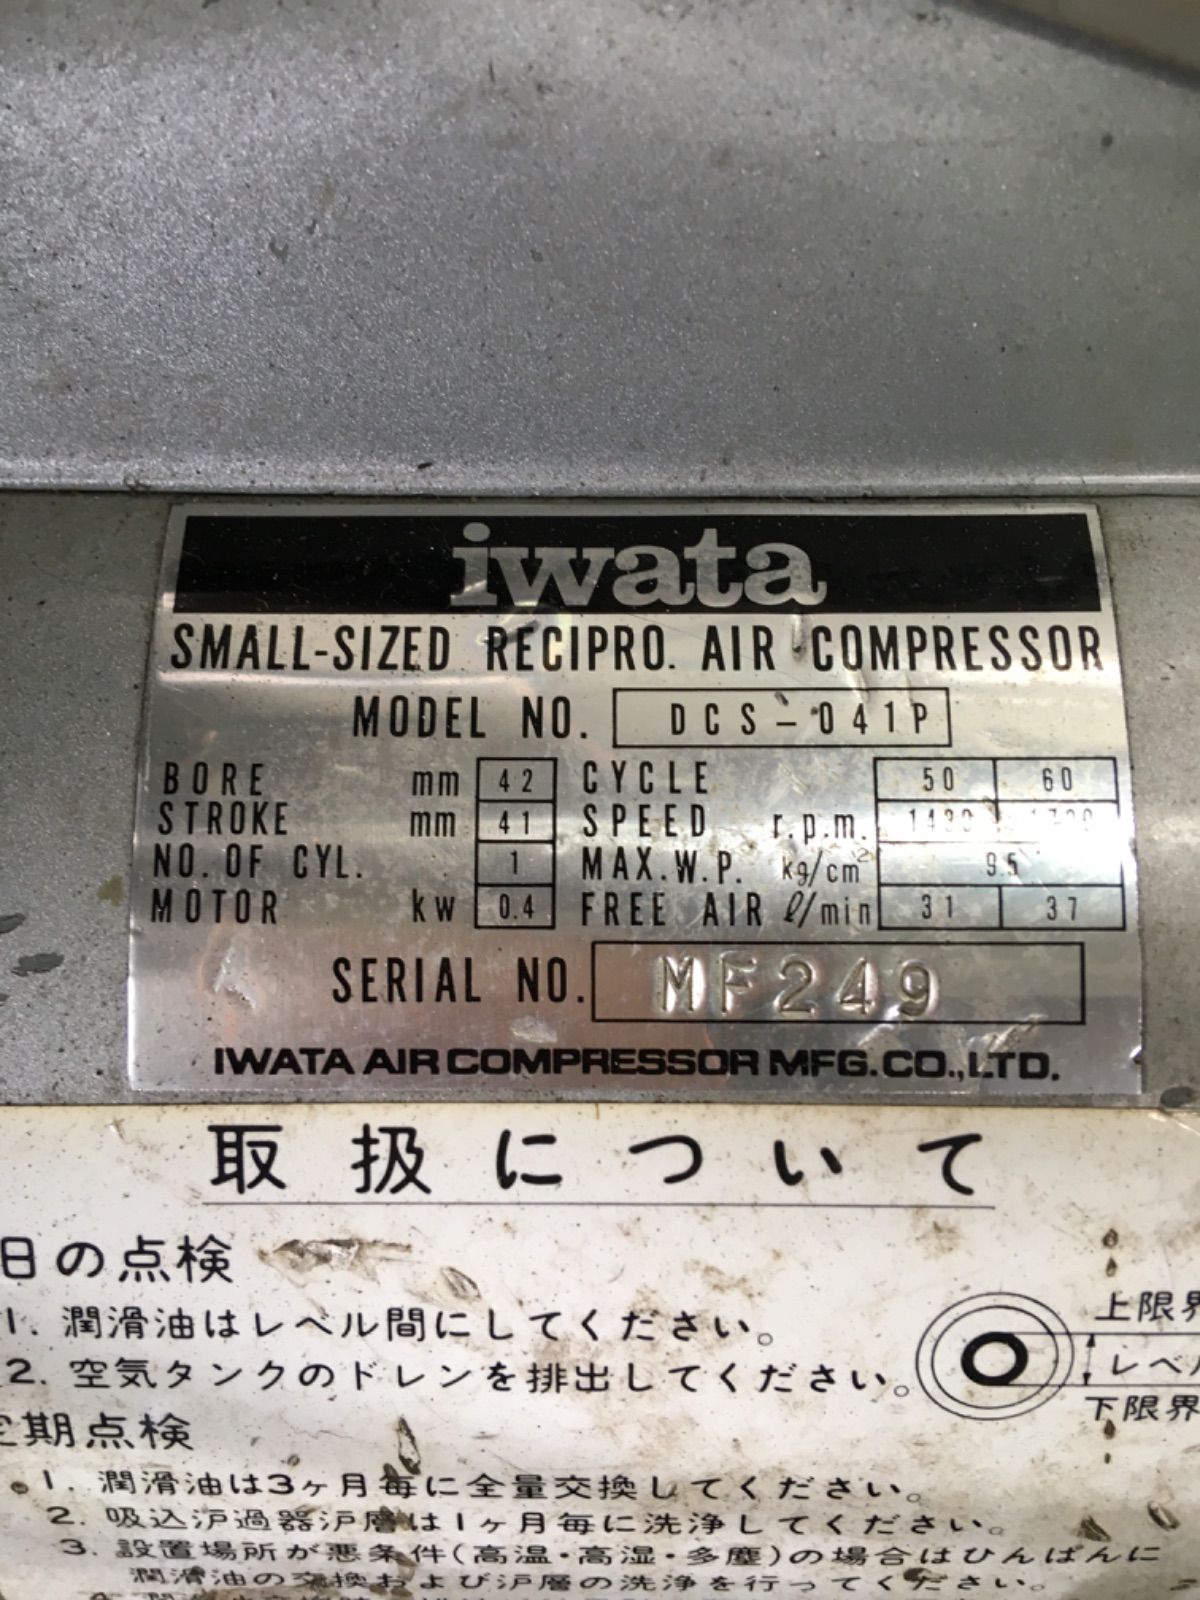 iwata
SMALL-SIZED RECIPRO. AIR COMPRESSOR
MODEL NO. DCS-041P
BORE mm 42 CYCLE 50 60
STROKE mm 41 SPEED r.p.m. 1430
NO. OF CYL. 1 MAX.W.P. kg/cm² 9.5
MOTOR kw 0.4 FREE AIR ℓ/min 31 37
SERIAL NO. MF249
IWATA AIR COMPRESSOR MFG.CO.,LTD.
取扱について
日の点検
1. 潤滑油はレベル間にしてください。
2. 空気タンクのドレンを排出してください。
上限界
レベル
下限界
期点検
1. 潤滑油は3ヶ月毎に全量交換してください。
2. 吸込沪過器沪層は1ヶ月毎に洗浄してください。
3. 設置場所が悪条件(高温・高湿・多塵)の場合はひんぱんに
潤滑油の交換および沪層の洗浄を行ってください。